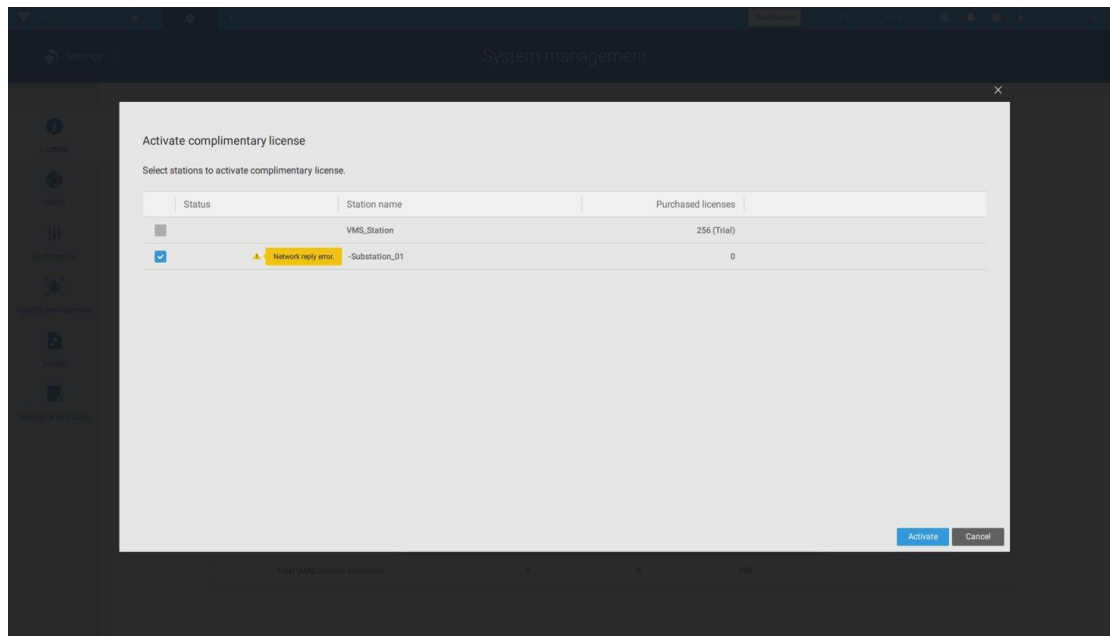 Settings
System management
License
Activate complimentary license
Select stations to activate complimentary license.
Status Station name Purchased licenses
VMS_Station 256 (Trial)
Network reply error. -Substation_01 0
Activate Cancel